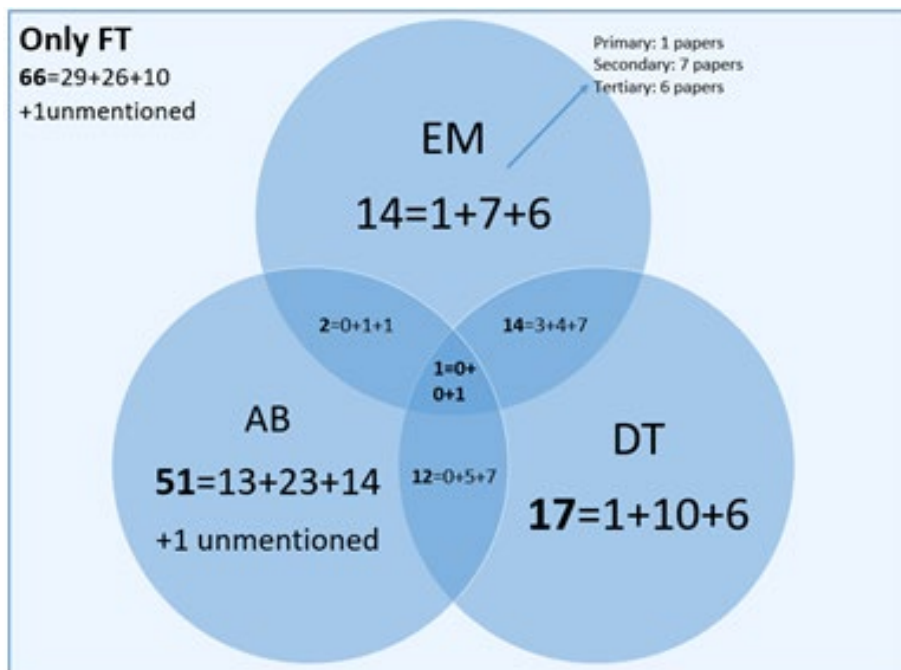 Only FT
66=29+26+10
+1unmentioned
Primary: 1 papers
Secondary: 7 papers
Tertiary: 6 papers
EM
14=1+7+6
2=0+1+1
14=3+4+7
1=0+
0+1
AB
51=13+23+14
+1 unmentioned
12=0+5+7
DT
17=1+10+6